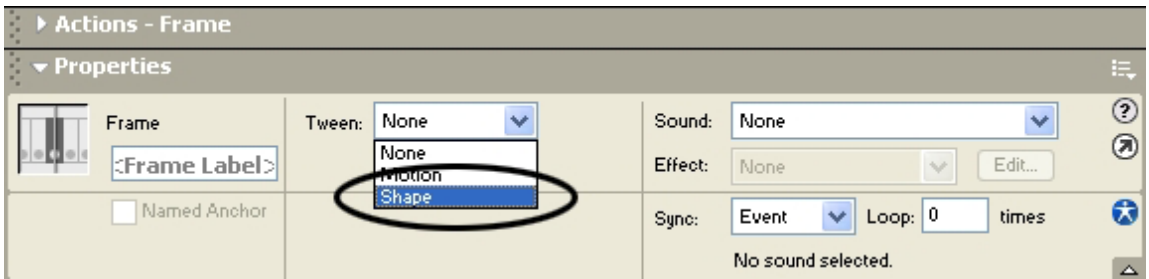 Actions - Frame
Properties
Frame
<Frame Label>
Named Anchor
Tween: None
None
Motion
Shape
Sound: None
Effect: None Edit...
Sync: Event Loop: 0 times
No sound selected.
?